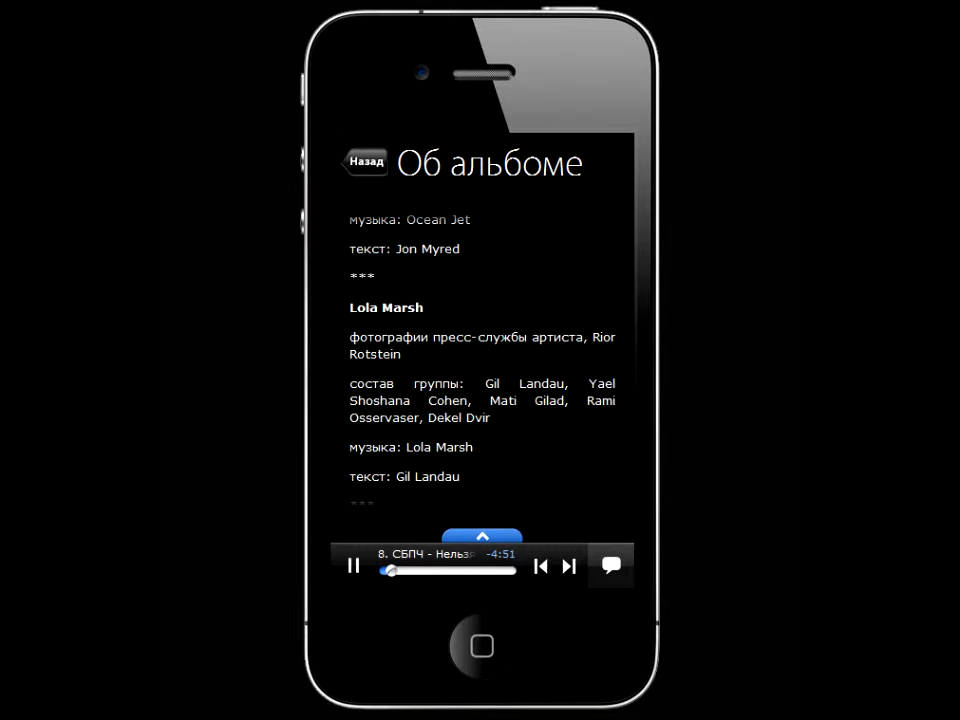 Назад
Об альбоме
музыка: Ocean Jet
текст: Jon Myred
***
Lola Marsh
фотографии пресс-службы артиста, Rior
Rotstein
состав группы: Gil Landau, Yael
Shoshana Cohen, Mati Gilad, Rami
Osservaser, Dekel Dvir
музыка: Lola Marsh
текст: Gil Landau
***
8. СБПЧ - Нельзя -4:51